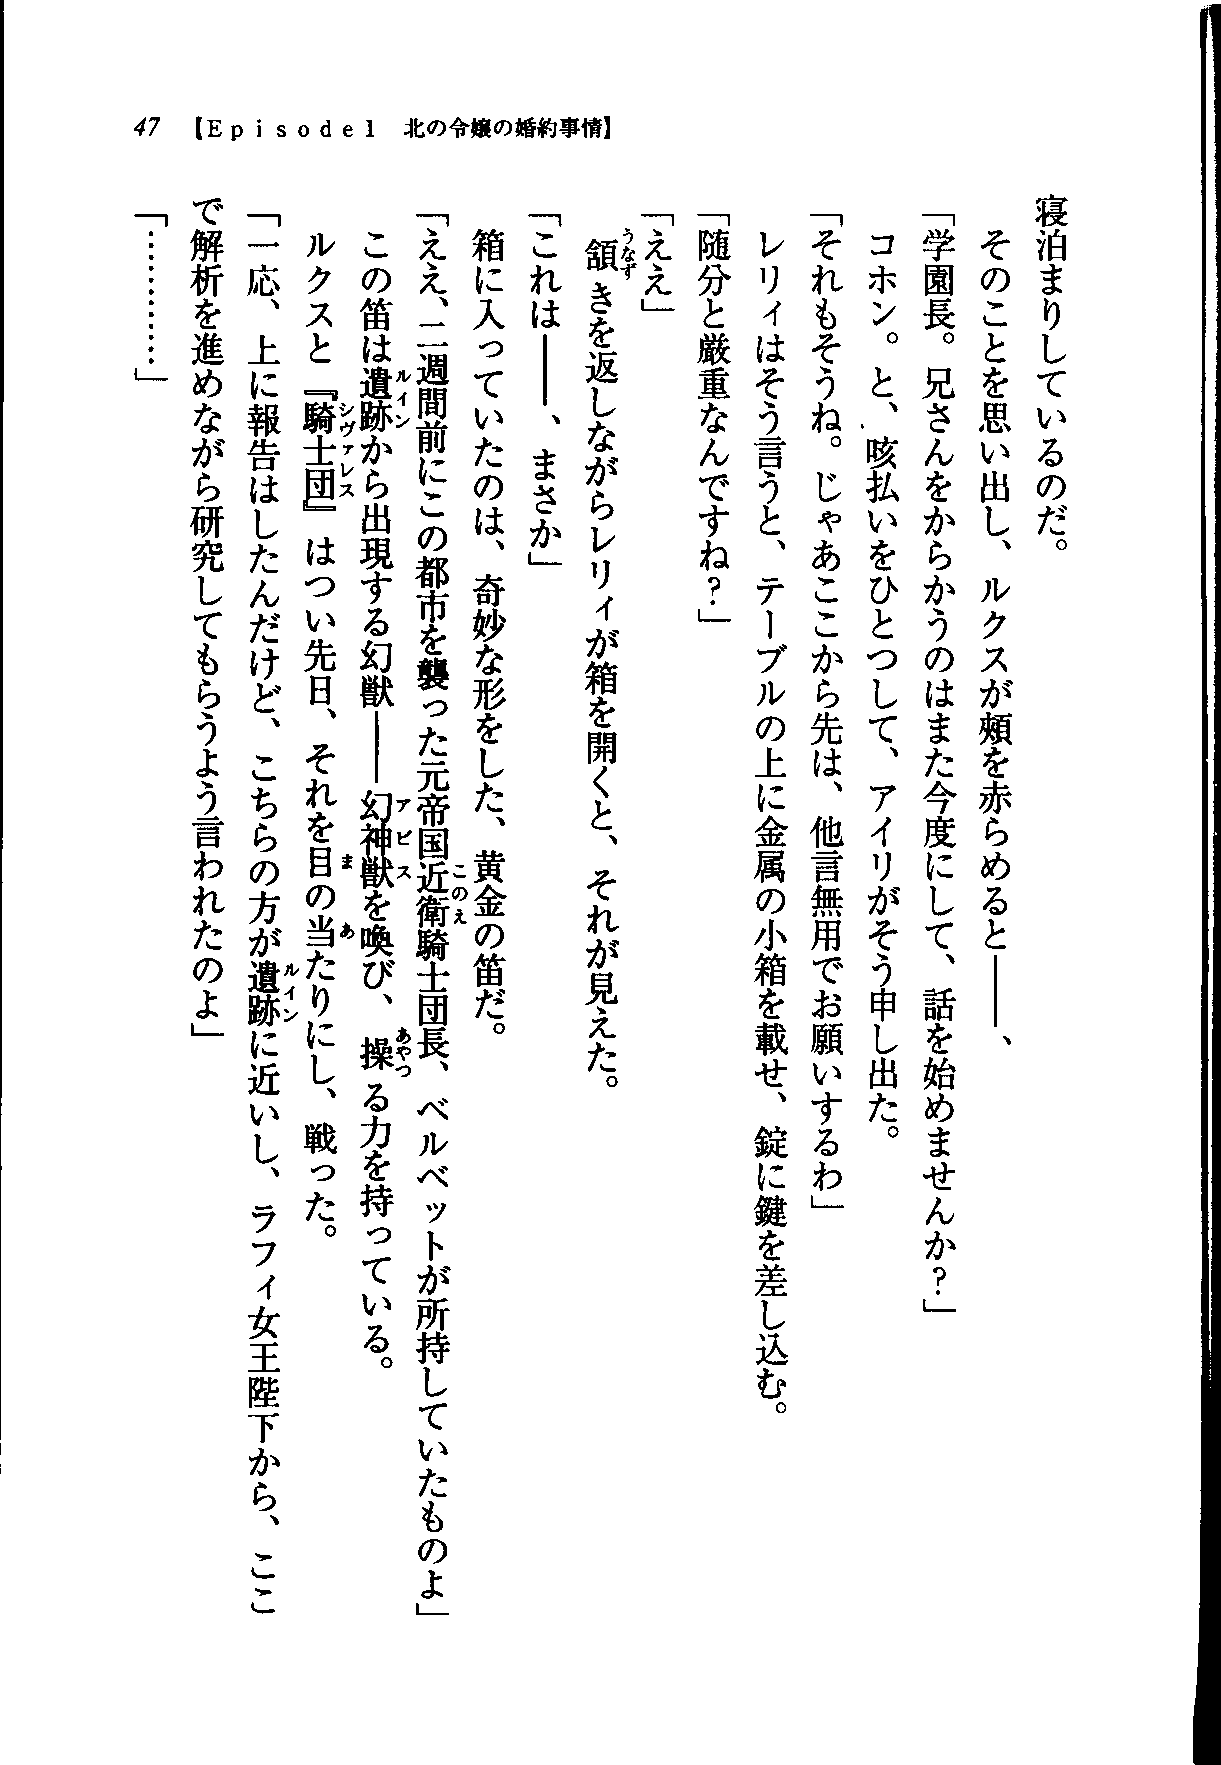 47 【Episode1　北の令嬢の婚約事情】
寝泊まりしているのだ。
　そのことを思い出し、ルクスが頰を赤らめると――、
「学園長。兄さんをからかうのはまた今度にして、話を始めませんか？」
　コホン。と、咳払いをひとつして、アイリがそう申し出た。
「それもそうね。じゃあここから先は、他言無用でお願いするわ」
　レリィはそう言うと、テーブルの上に金属の小箱を載せ、錠に鍵を差し込む。
「随分と厳重なんですね？」
「ええ」
　頷きを返しながらレリィが箱を開くと、それが見えた。
「これは――、まさか」
　箱に入っていたのは、奇妙な形をした、黄金の笛だ。
「ええ、二週間前にこの都市を襲った元帝国近衛騎士団長、ベルベットが所持していたものよ」
　この笛は遺跡から出現する幻獣――幻神獣を喚び、操る力を持っている。
　ルクスと『騎士団』はつい先日、それを目の当たりにし、戦った。
「一応、上に報告はしたんだけど、こちらの方が遺跡に近いし、ラフィ女王陛下から、ここ
で解析を進めながら研究してもらうよう言われたのよ」
「…………」